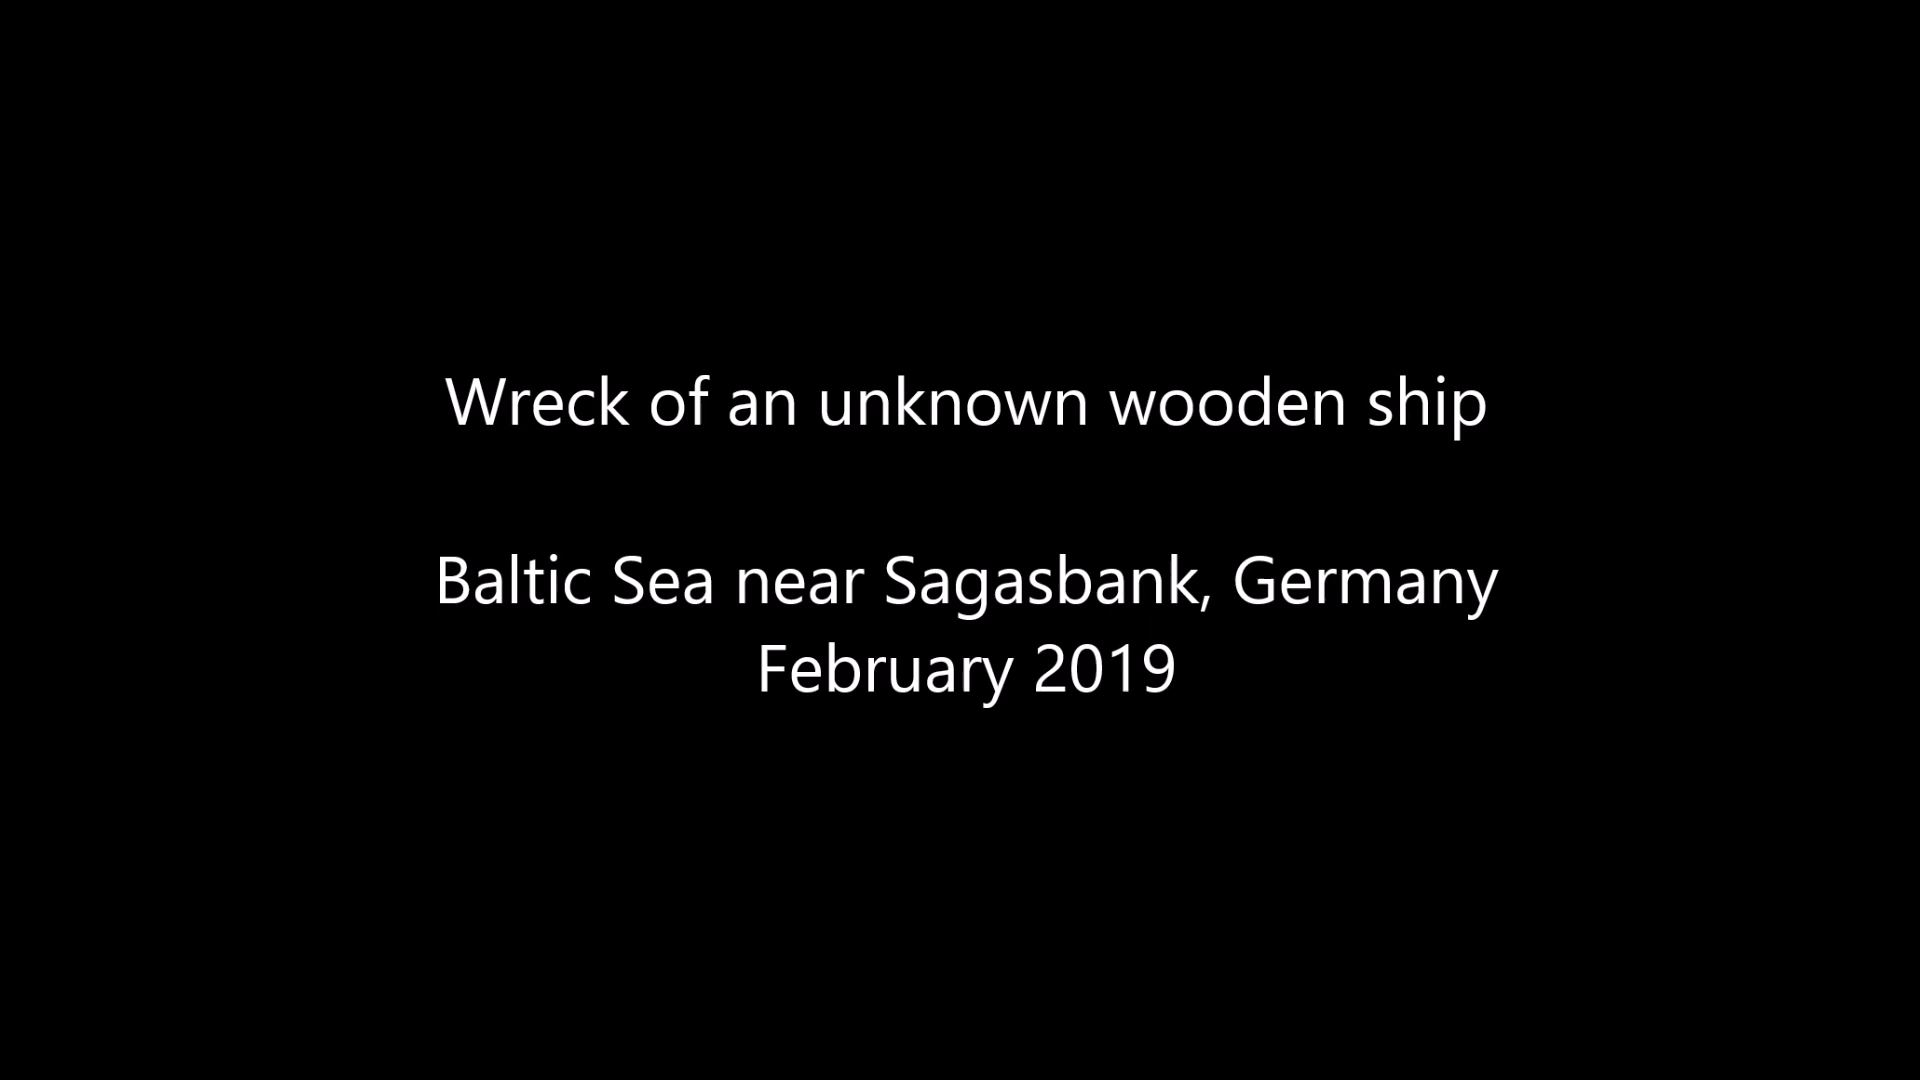 Wreck of an unknown wooden ship
Baltic Sea near Sagasbank, Germany
February 2019